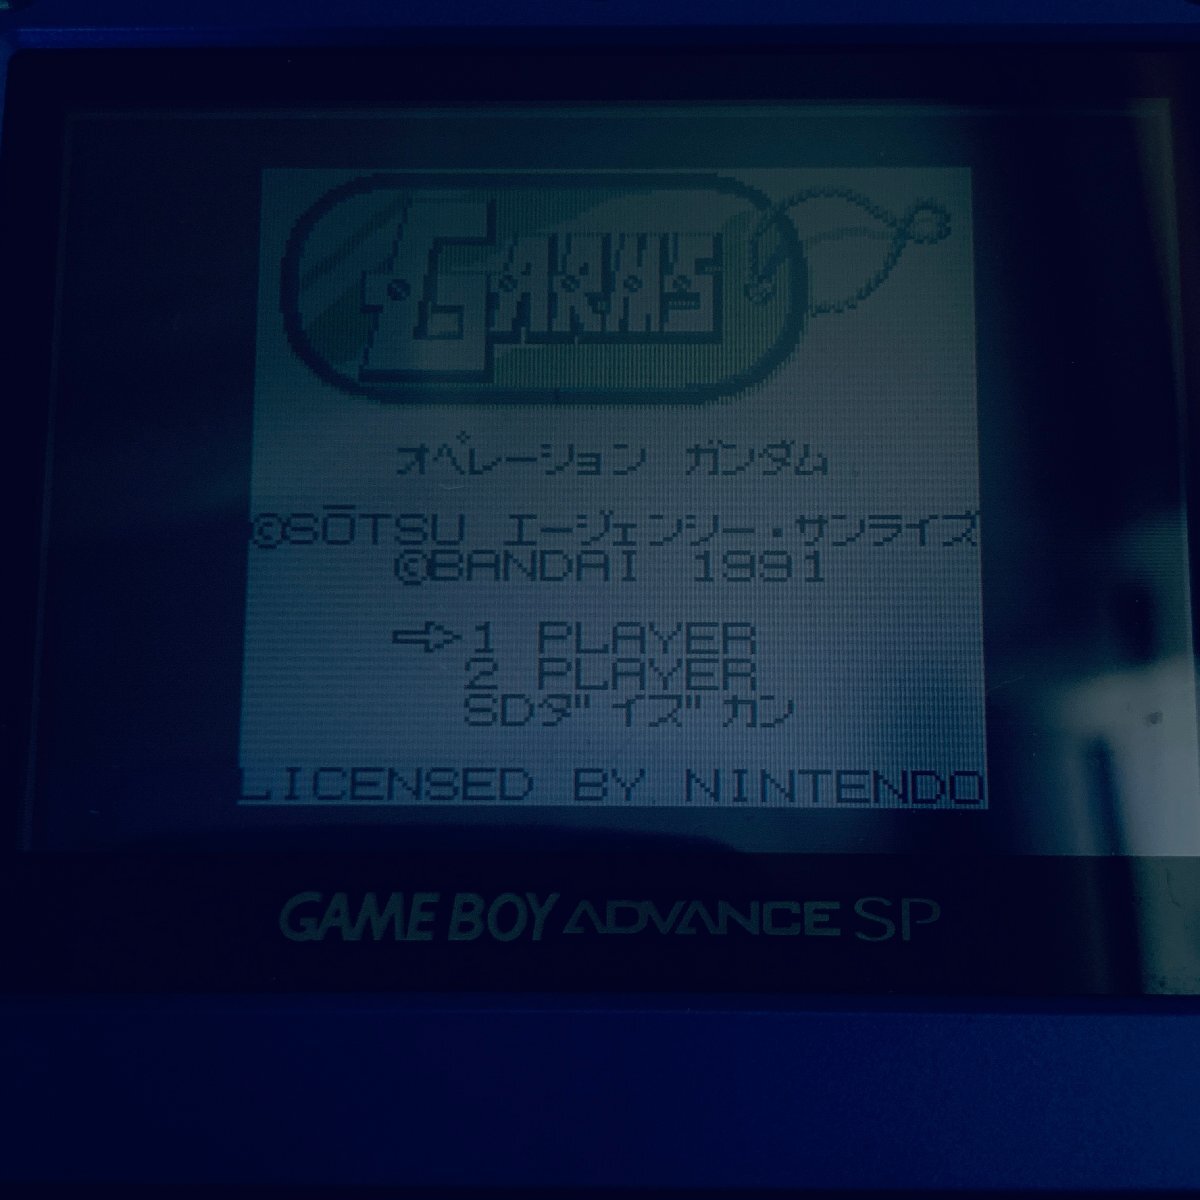 G-ARMS
オペレーション ガンダム
©SŌTSU エージェンシー・サンライズ
©BANDAI 1991
⇨1 PLAYER
2 PLAYER
SDダイズカン
LICENSED BY NINTENDO
GAME BOY ADVANCE SP